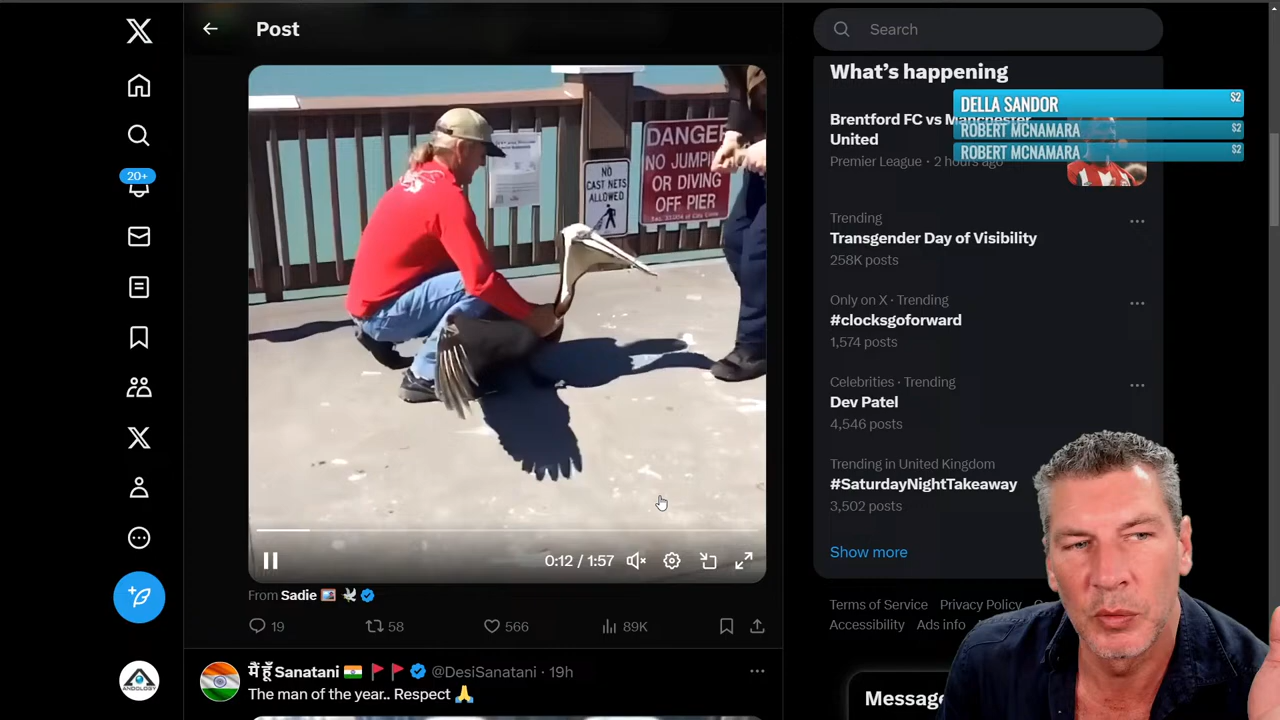 Post
20+
DANGER
NO JUMPI
OR DIVING
OFF PIER
NO
CAST NETS
ALLOWED
0:12 / 1:57
From Sadie
19
58
566
89K
मैं हूँ Sanatani @DesiSanatani · 19h
The man of the year.. Respect
ANDOLOGY
Search
What's happening
DELLA SANDOR $2
ROBERT MCNAMARA $2
ROBERT MCNAMARA $2
Brentford FC vs Manchester
United
Premier League · 2 hours ago
Trending
Transgender Day of Visibility
258K posts
Only on X · Trending
#clocksgoforward
1,574 posts
Celebrities · Trending
Dev Patel
4,546 posts
Trending in United Kingdom
#SaturdayNightTakeaway
3,502 posts
Show more
Terms of Service Privacy Policy
Accessibility Ads info
Message